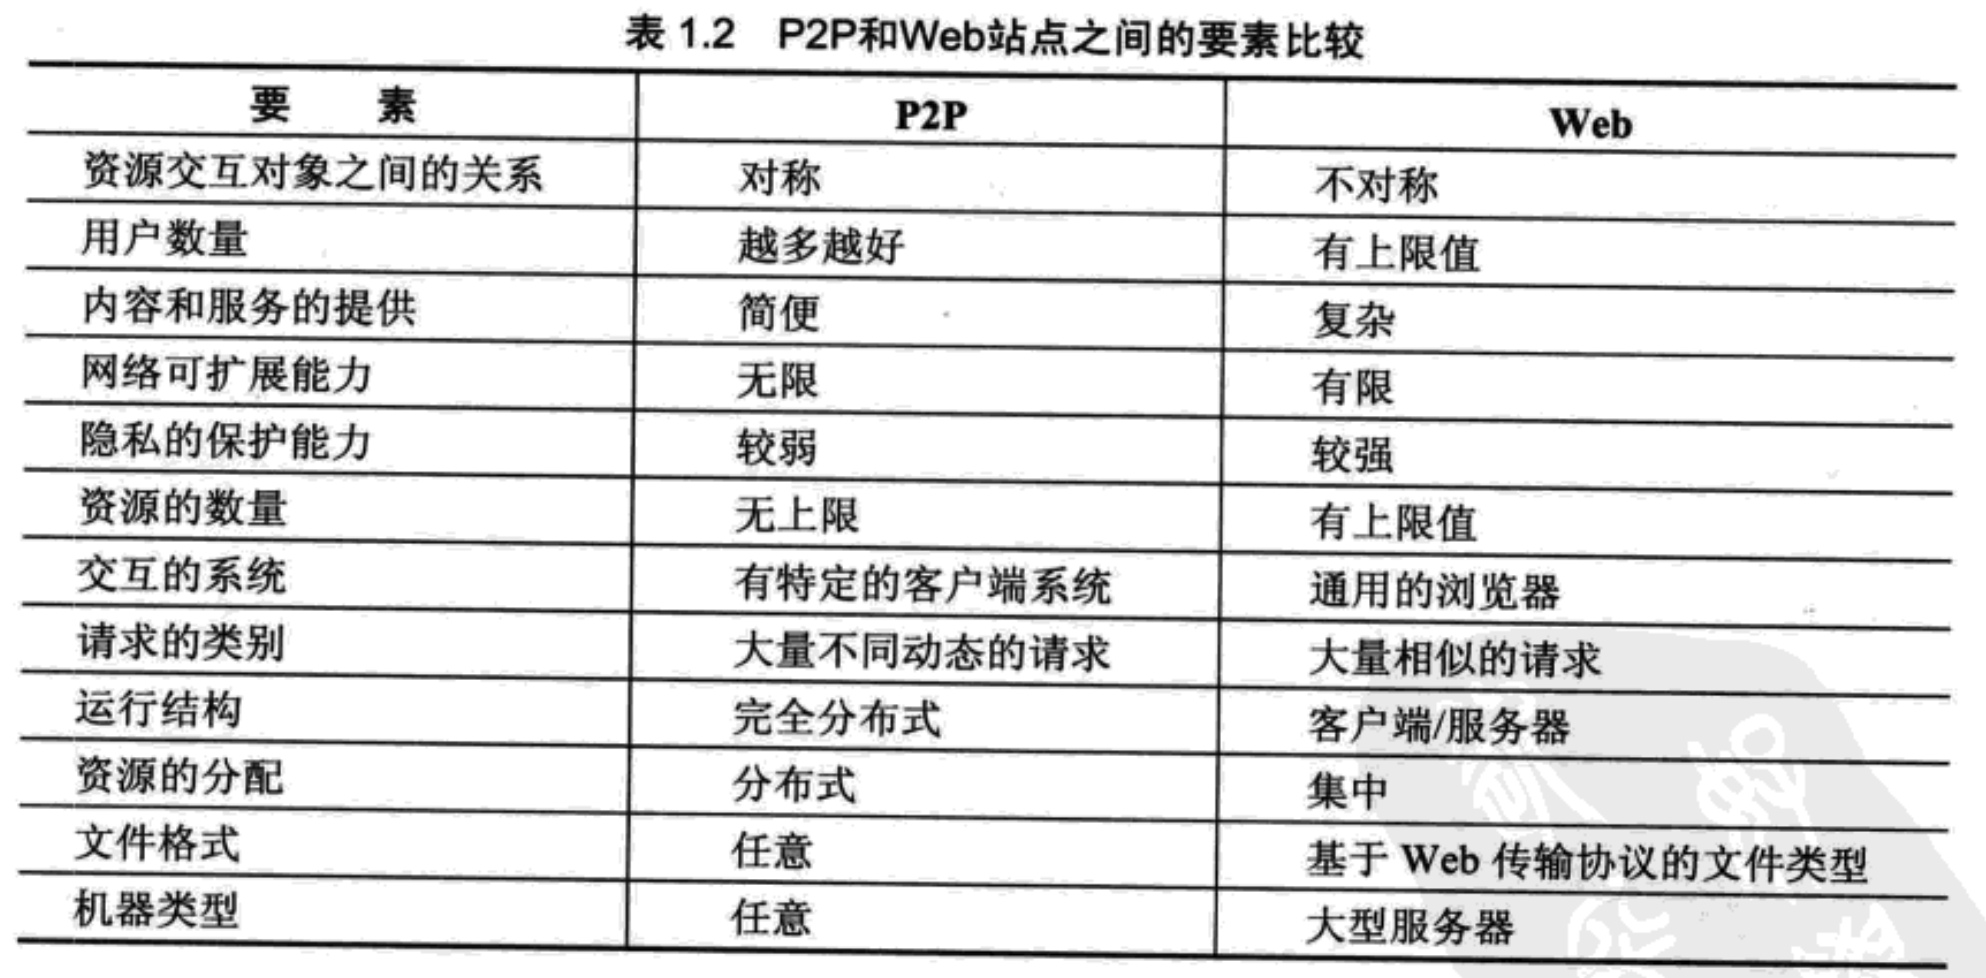 表 1.2 P2P和Web站点之间的要素比较
要 素 P2P Web
资源交互对象之间的关系 对称 不对称
用户数量 越多越好 有上限值
内容和服务的提供 简便 复杂
网络可扩展能力 无限 有限
隐私的保护能力 较弱 较强
资源的数量 无上限 有上限值
交互的系统 有特定的客户端系统 通用的浏览器
请求的类别 大量不同动态的请求 大量相似的请求
运行结构 完全分布式 客户端/服务器
资源的分配 分布式 集中
文件格式 任意 基于 Web 传输协议的文件类型
机器类型 任意 大型服务器